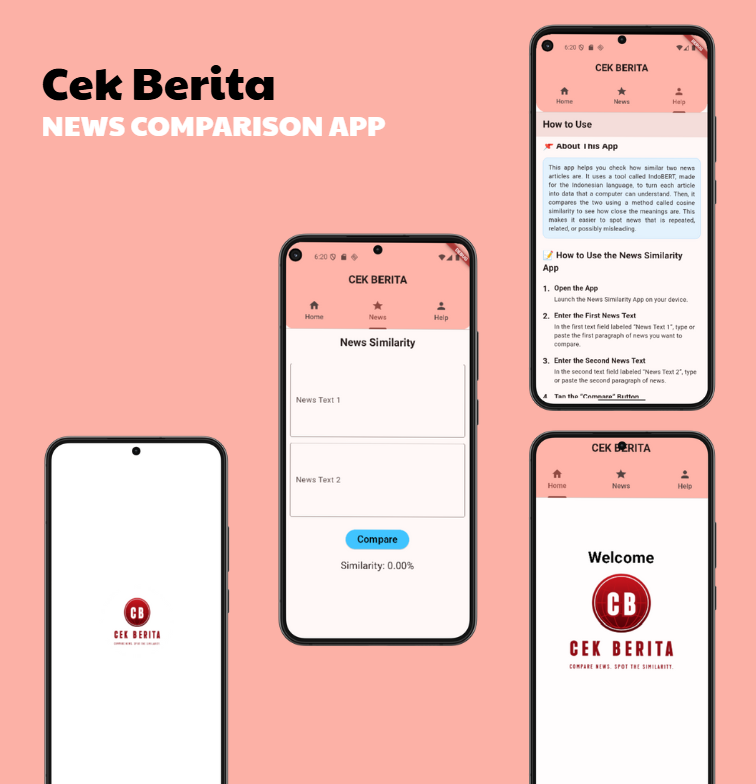 Cek Berita
NEWS COMPARISON APP
CB
CEK BERITA
COMPARE NEWS. SPOT THE SIMILARITY.
6:20
CEK BERITA
Home
News
Help
News Similarity
News Text 1
News Text 2
Compare
Similarity: 0.00%
6:20
CEK BERITA
Home
News
Help
How to Use
About This App
This app helps you check how similar two news
articles are. It uses a tool called IndoBERT, made
for the Indonesian language, to turn each article
into data that a computer can understand. Then, it
compares the two using a method called cosine
similarity to see how close the meanings are. This
makes it easier to spot news that is repeated,
related, or possibly misleading.
📝 How to Use the News Similarity
App
1. Open the App
Launch the News Similarity App on your device.
2. Enter the First News Text
In the first text field labeled "News Text 1", type or
paste the first paragraph of news you want to
compare.
3. Enter the Second News Text
In the second text field labeled "News Text 2", type
or paste the second paragraph of news.
4. Tap the "Compare" Button
CEK BERITA
Home
News
Help
Welcome
CB
CEK BERITA
COMPARE NEWS. SPOT THE SIMILARITY.